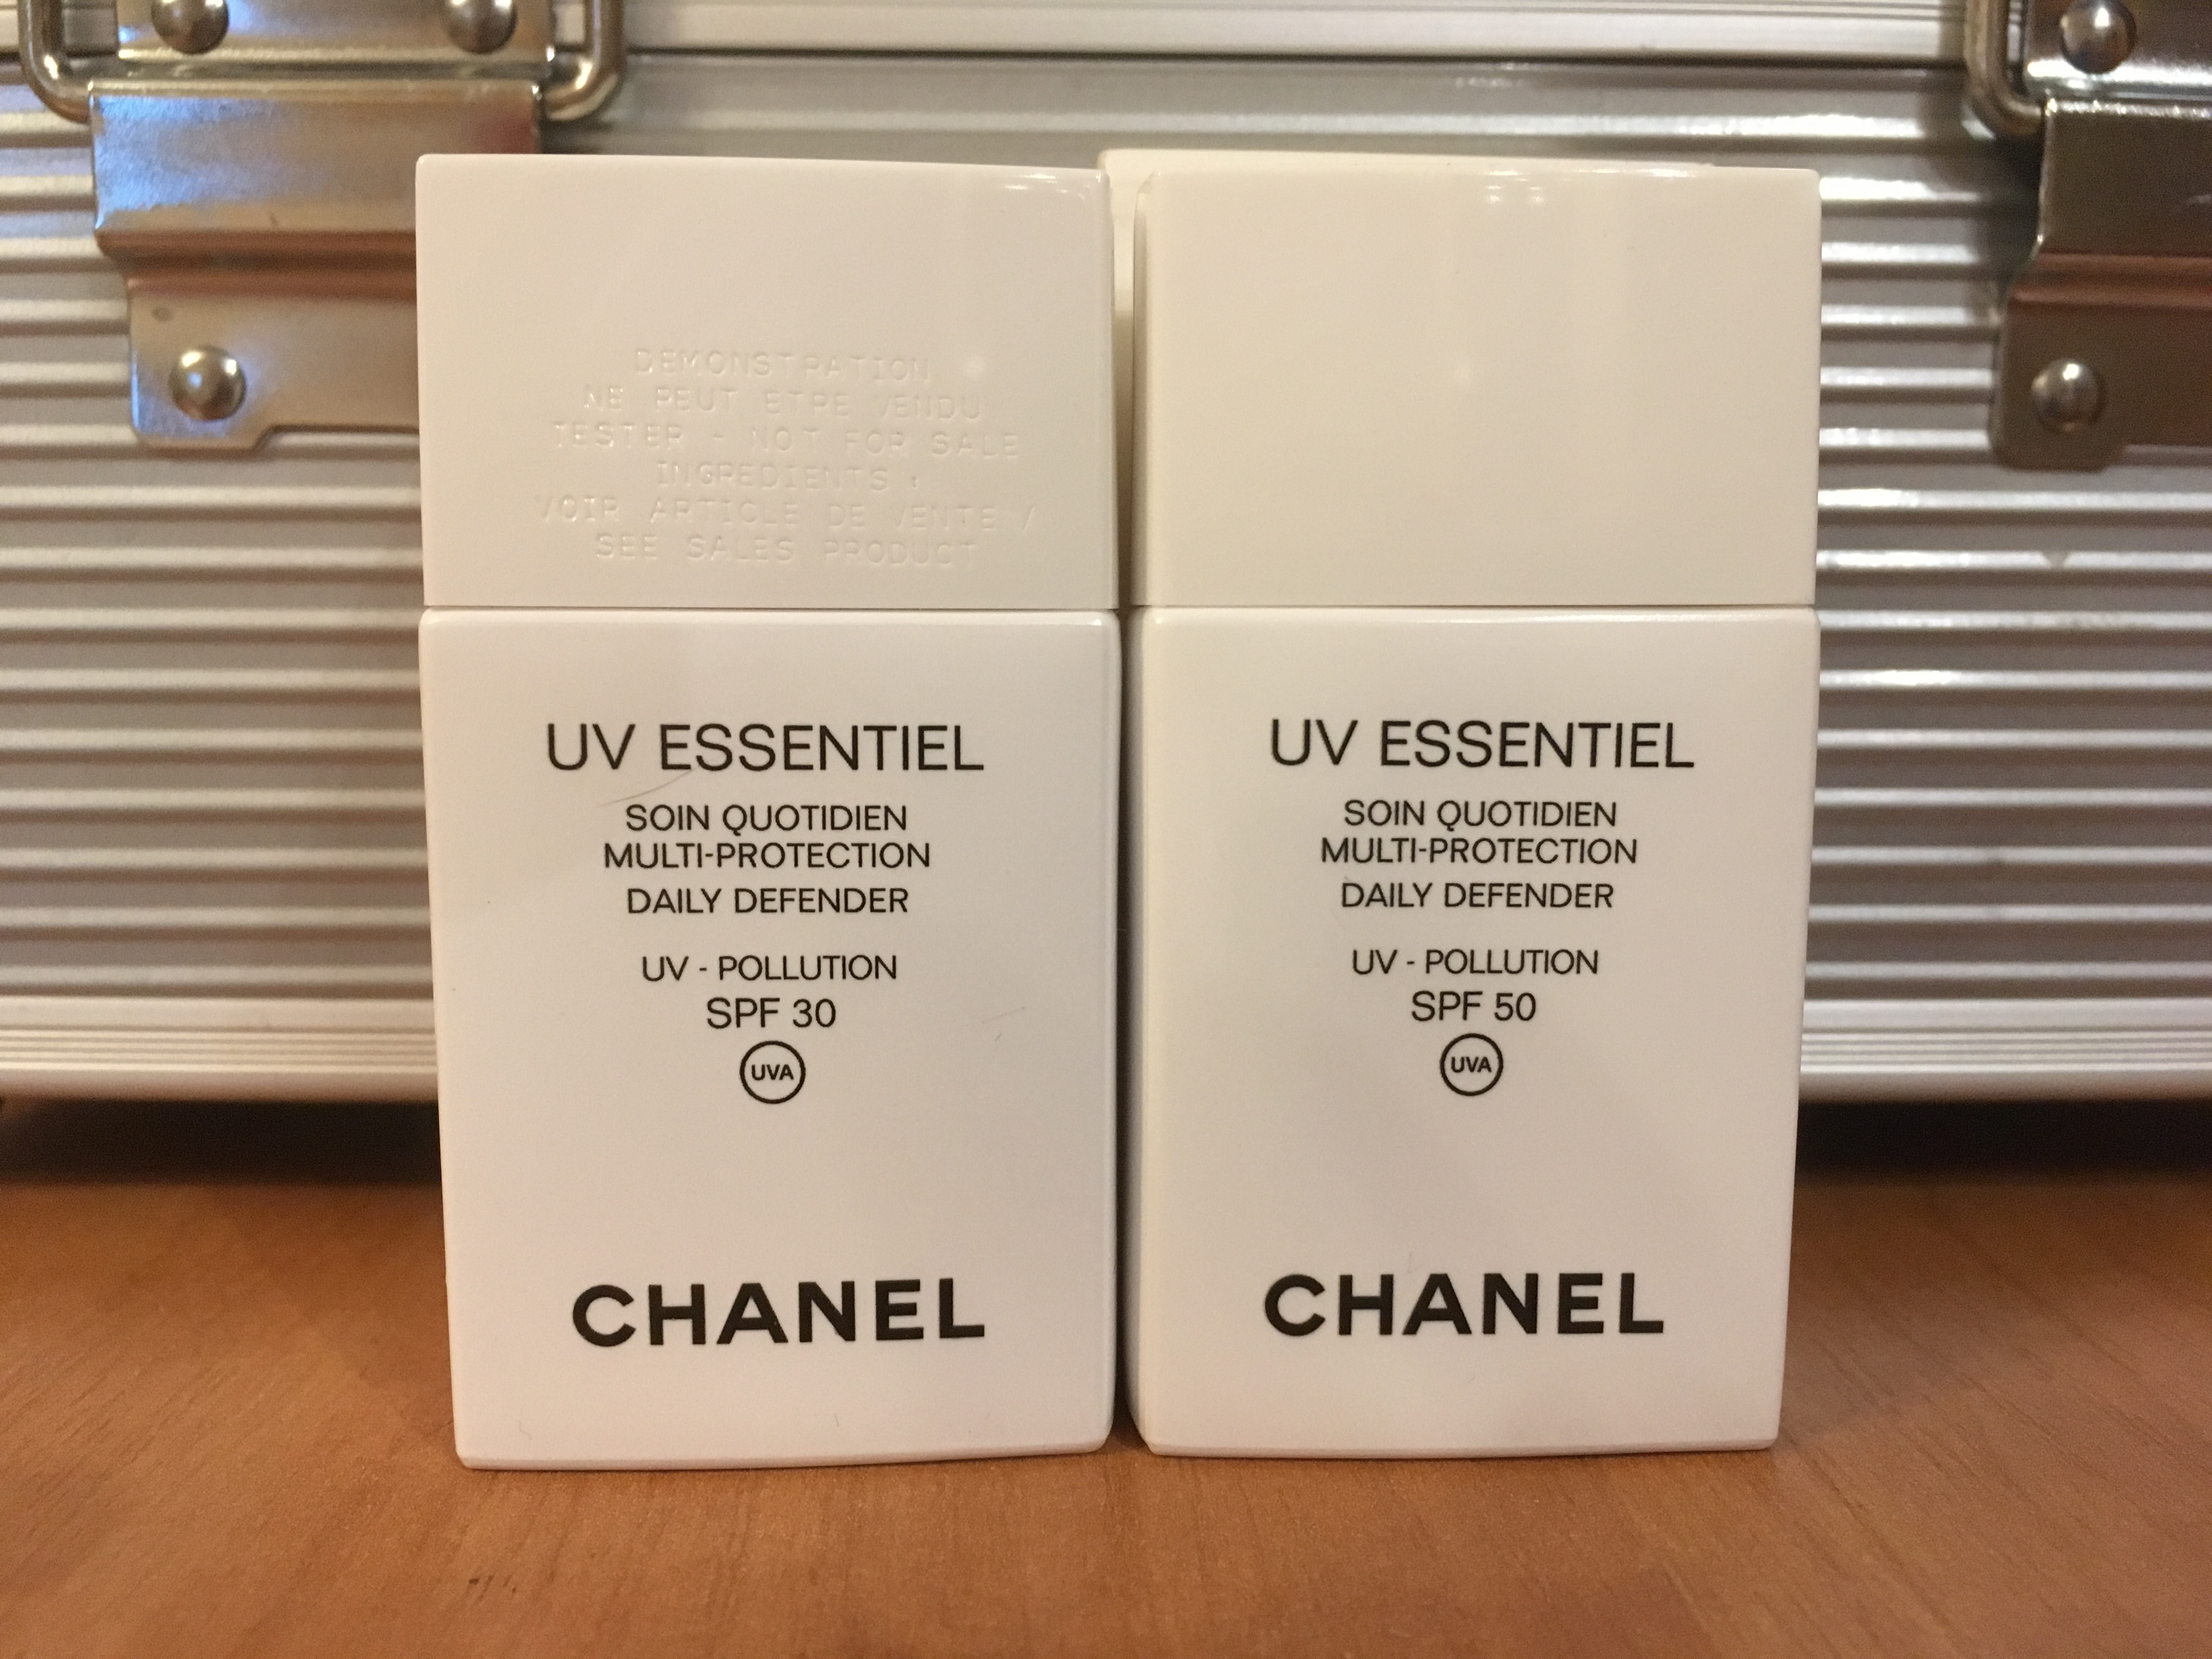 DEMONSTRATION
NE PEUT ETRE VENDU
TESTER - NOT FOR SALE
INGREDIENTS :
VOIR ARTICLE DE VENTE /
SEE SALES PRODUCT
UV ESSENTIEL
SOIN QUOTIDIEN
MULTI-PROTECTION
DAILY DEFENDER
UV - POLLUTION
SPF 30
UVA
CHANEL
UV ESSENTIEL
SOIN QUOTIDIEN
MULTI-PROTECTION
DAILY DEFENDER
UV - POLLUTION
SPF 50
UVA
CHANEL